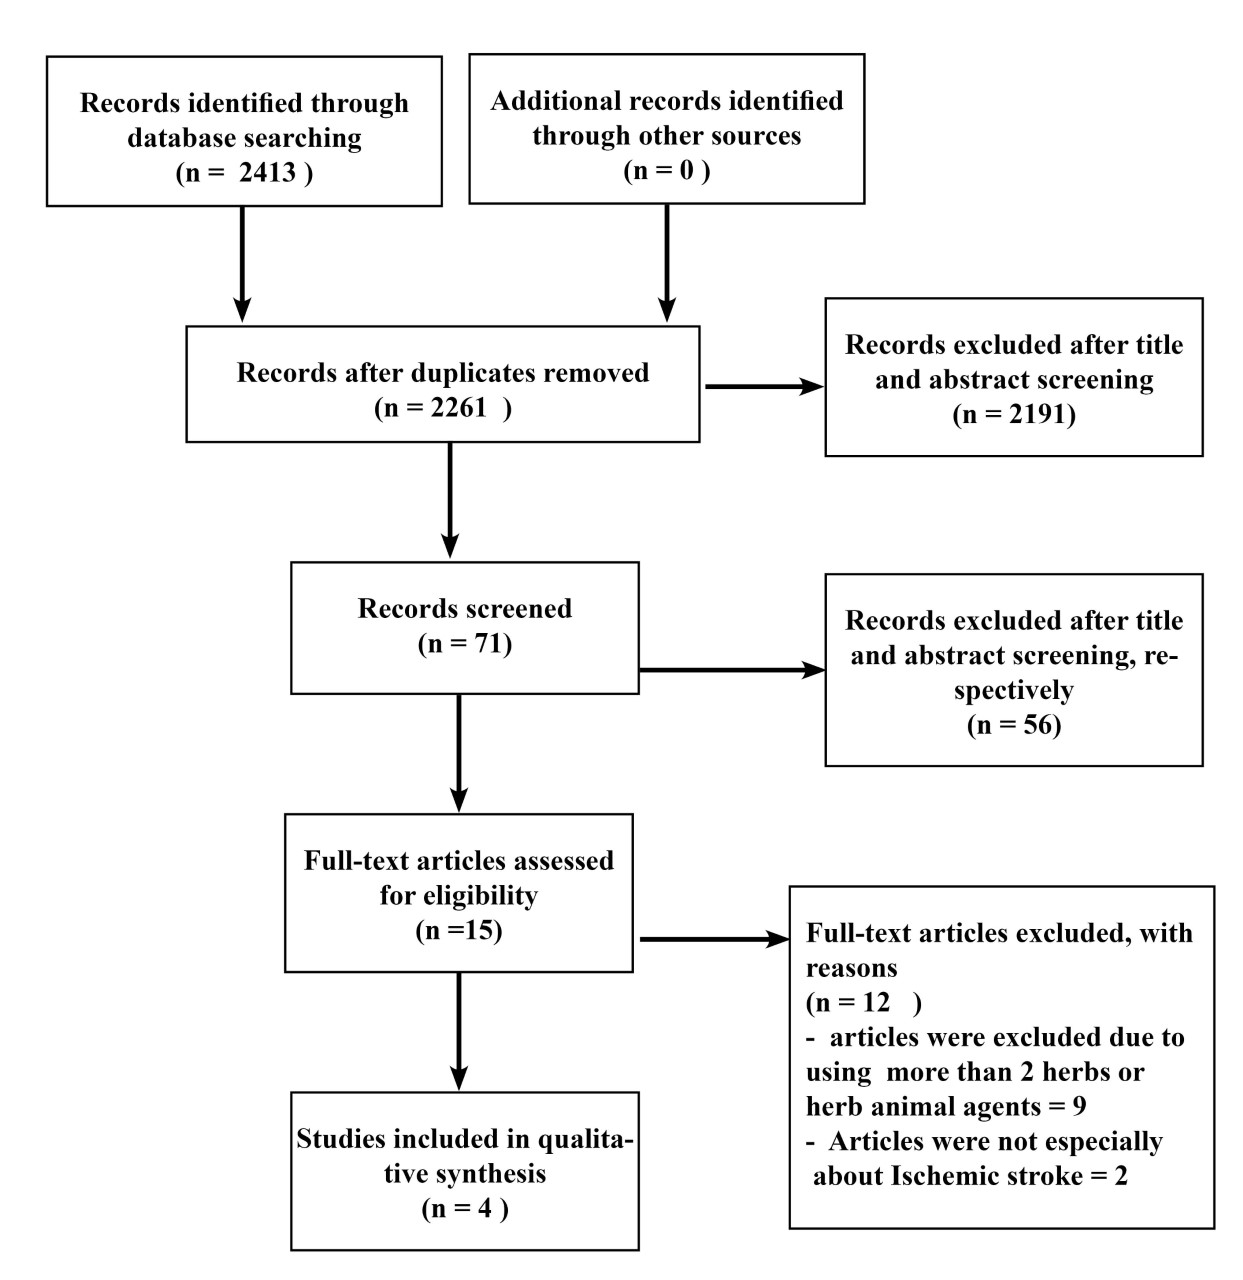 Records identified through
database searching
(n =  2413 )
Additional records identified
through other sources
(n = 0 )
Records after duplicates removed
(n = 2261  )
Records excluded after title
and abstract screening
(n = 2191)
Records screened
(n = 71)
Records excluded after title
and abstract screening, re-
spectively
(n = 56)
Full-text articles assessed
for eligibility
(n =15)
Full-text articles excluded, with
reasons
(n = 12   )
-  articles were excluded due to
using  more than 2 herbs or
herb animal agents = 9
-  Articles were not especially
about Ischemic stroke = 2
Studies included in qualita-
tive synthesis
(n = 4 )